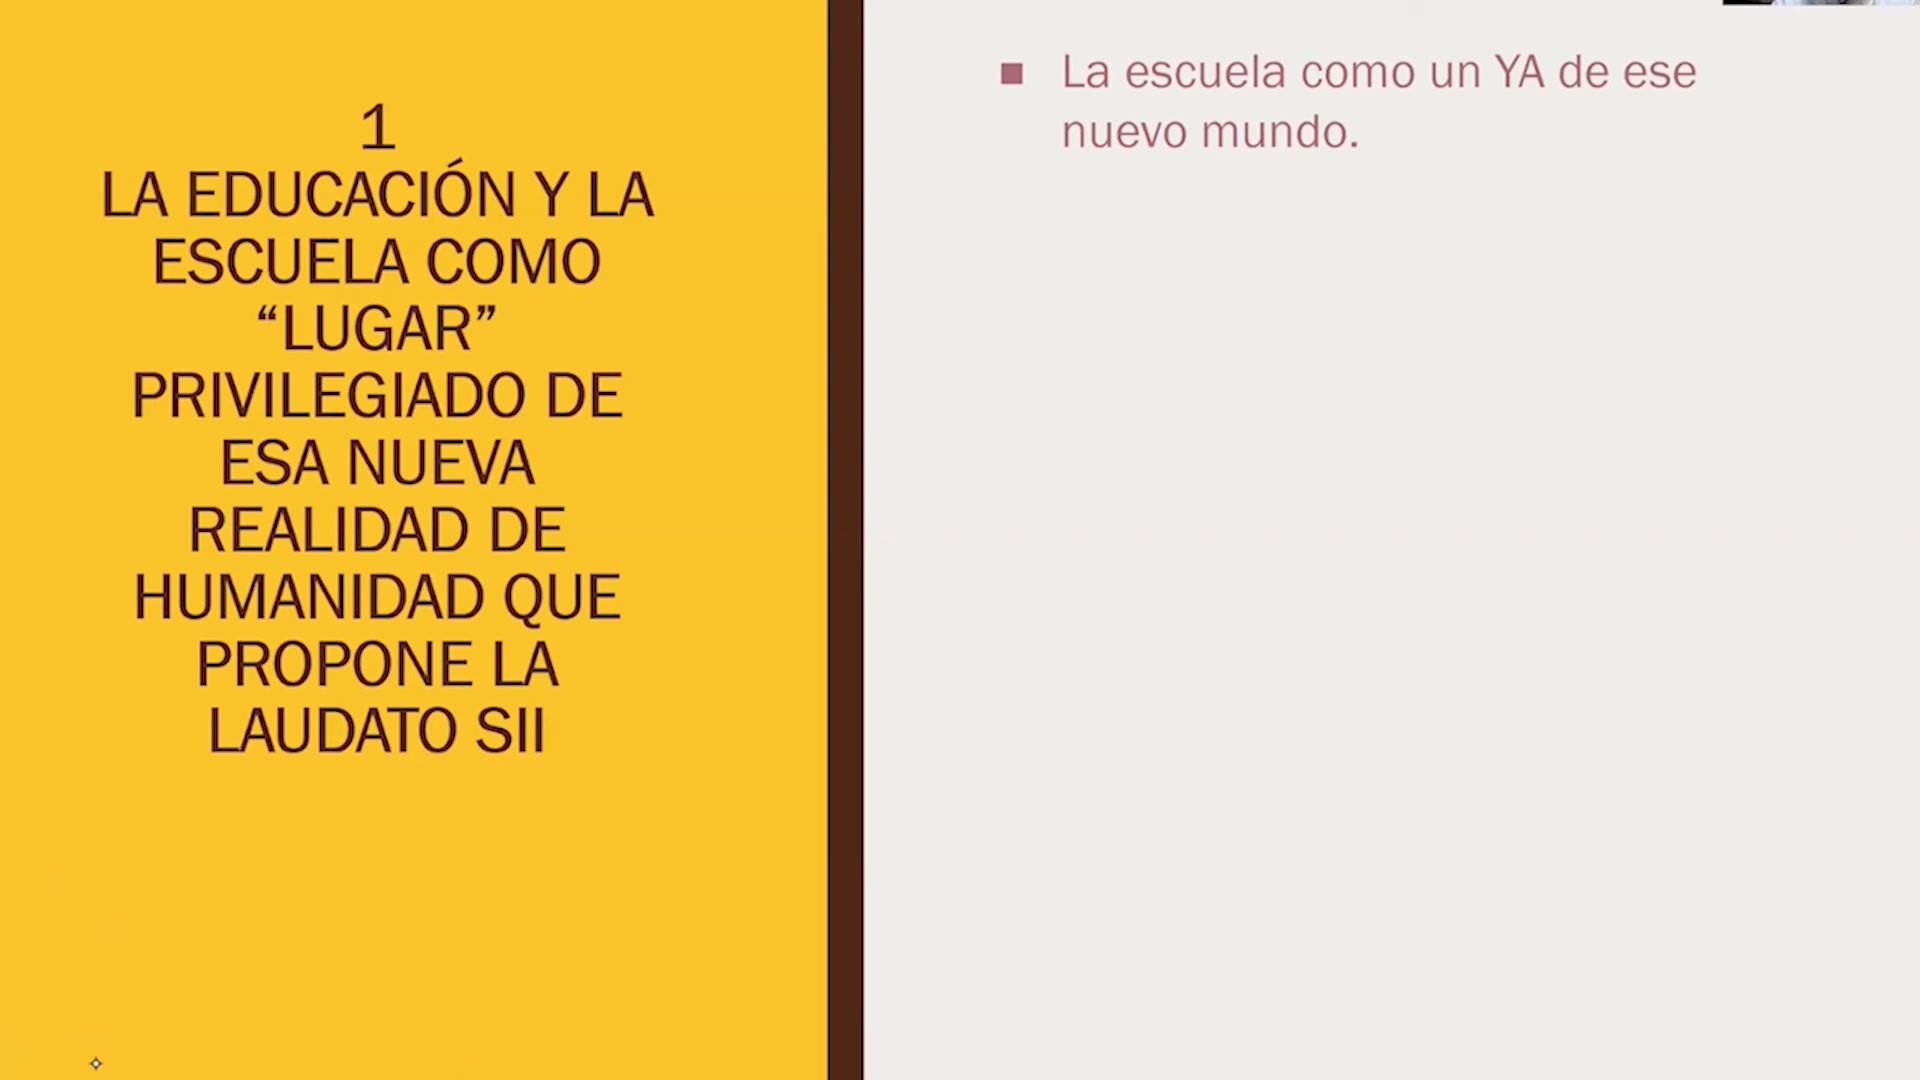 1
LA EDUCACIÓN Y LA
ESCUELA COMO
“LUGAR”
PRIVILEGIADO DE
ESA NUEVA
REALIDAD DE
HUMANIDAD QUE
PROPONE LA
LAUDATO SII
La escuela como un YA de ese
nuevo mundo.